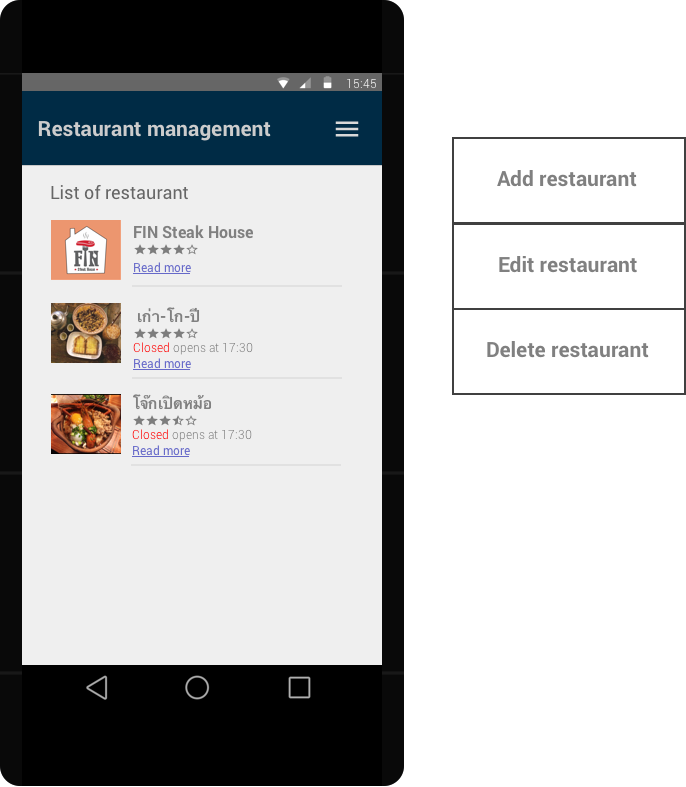 15:45
Restaurant management
List of restaurant
FIN Steak House
FIN
Steak House
Read more
เก่า-โก-ปี
Closed opens at 17:30
Read more
โจ๊กเปิดหม้อ
Closed opens at 17:30
Read more
Add restaurant
Edit restaurant
Delete restaurant